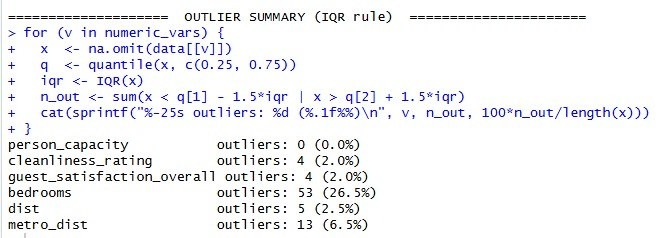 ====================  OUTLIER SUMMARY (IQR rule)  ======================
> for (v in numeric_vars) {
+   x  <- na.omit(data[[v]])
+   q  <- quantile(x, c(0.25, 0.75))
+   iqr <- IQR(x)
+   n_out <- sum(x < q[1] - 1.5*iqr | x > q[2] + 1.5*iqr)
+   cat(sprintf("%-25s outliers: %d (%.1f%%)\n", v, n_out, 100*n_out/length(x)))
+ }
person_capacity           outliers: 0 (0.0%)
cleanliness_rating        outliers: 4 (2.0%)
guest_satisfaction_overall outliers: 4 (2.0%)
bedrooms                  outliers: 53 (26.5%)
dist                      outliers: 5 (2.5%)
metro_dist                outliers: 13 (6.5%)